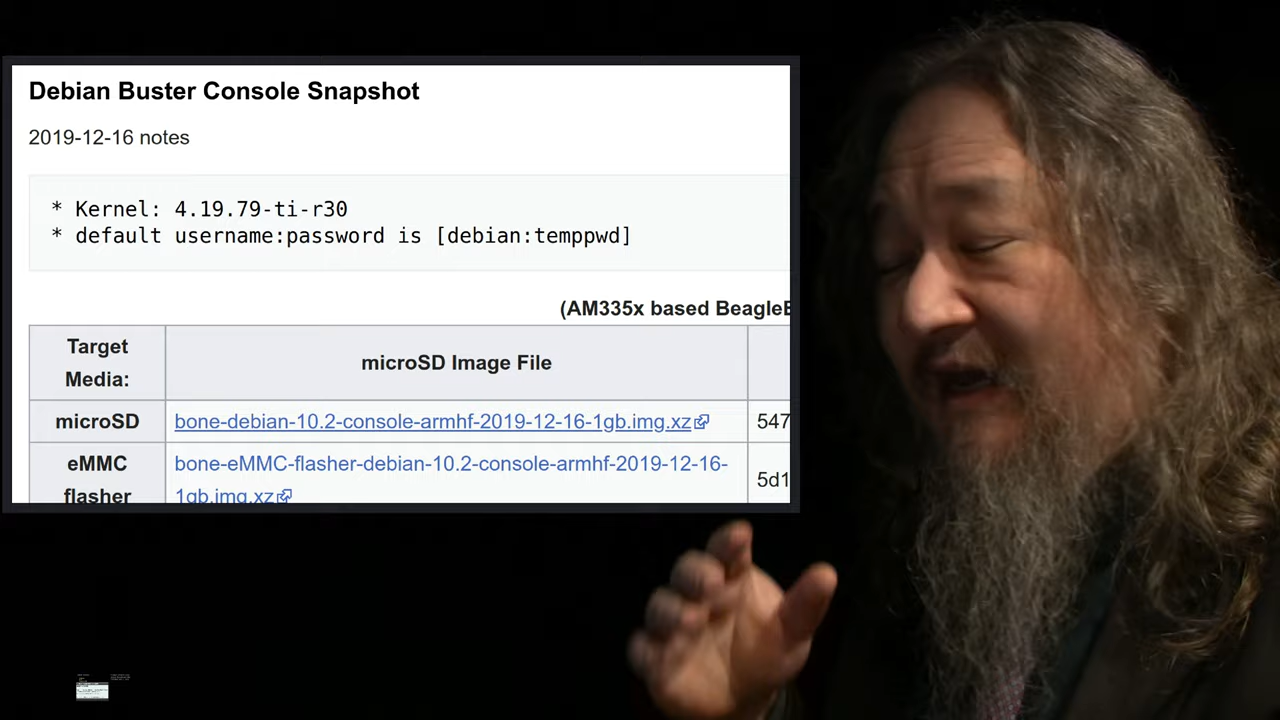 Debian Buster Console Snapshot
2019-12-16 notes
* Kernel: 4.19.79-ti-r30
* default username:password is [debian:temppwd]
(AM335x based Beagle
Target
Media:
microSD Image File
microSD
bone-debian-10.2-console-armhf-2019-12-16-1gb.img.xz
547
eMMC
flasher
bone-eMMC-flasher-debian-10.2-console-armhf-2019-12-16-
1gb.img.xz
5d1